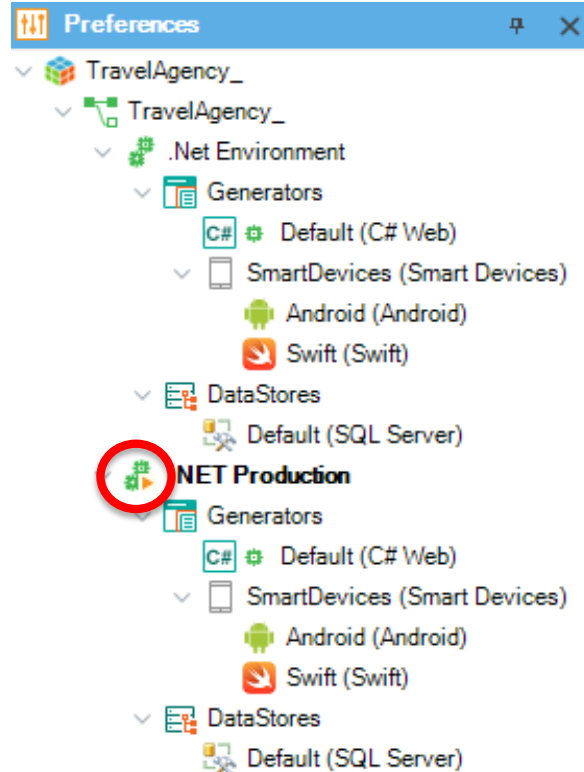 Preferences
TravelAgency_
TravelAgency_
.Net Environment
Generators
C# Default (C# Web)
SmartDevices (Smart Devices)
Android (Android)
Swift (Swift)
DataStores
Default (SQL Server)
NET Production
Generators
C# Default (C# Web)
SmartDevices (Smart Devices)
Android (Android)
Swift (Swift)
DataStores
Default (SQL Server)